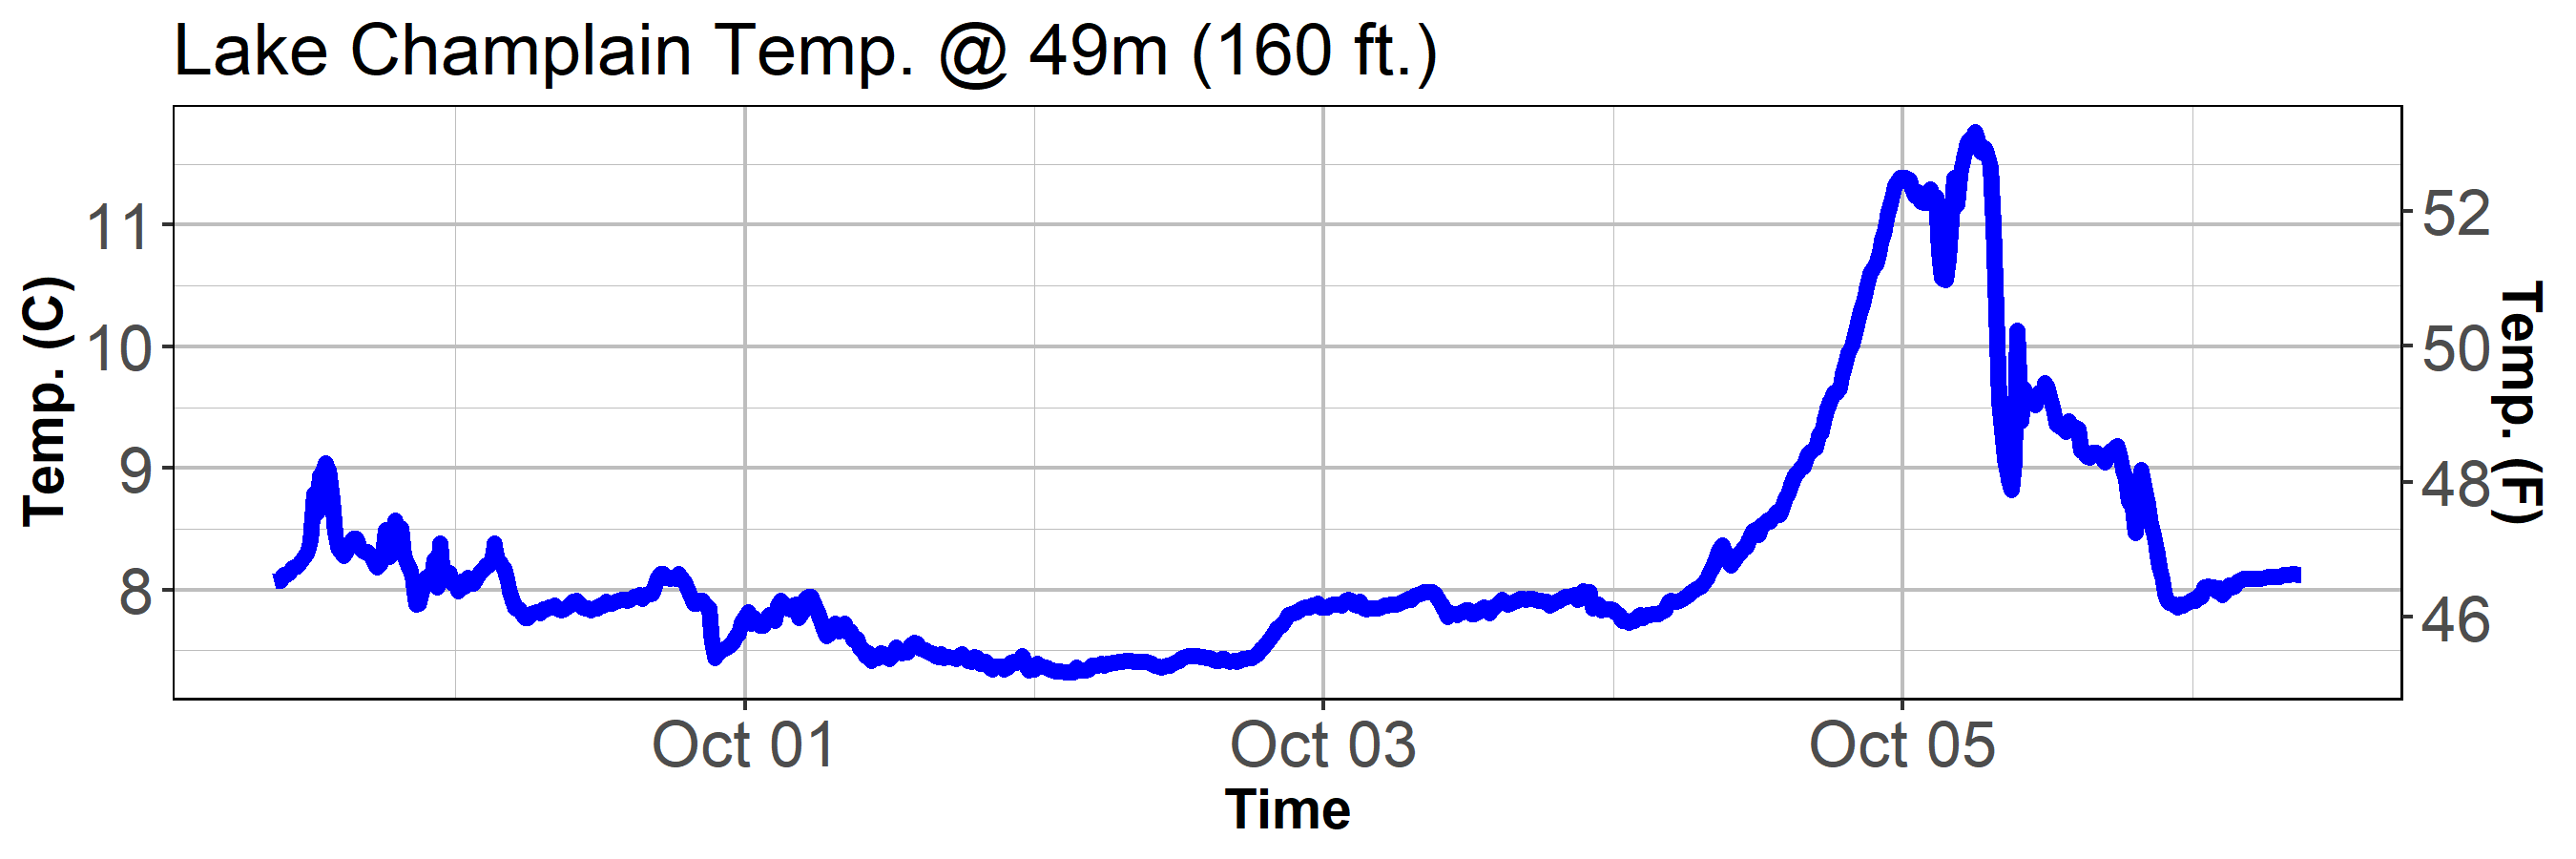 Lake Champlain Temp. @ 49m (160 ft.)
Temp. (C)
11
10
9
8
52
50
48
46
Temp. (F)
Oct 01 Oct 03 Oct 05
Time